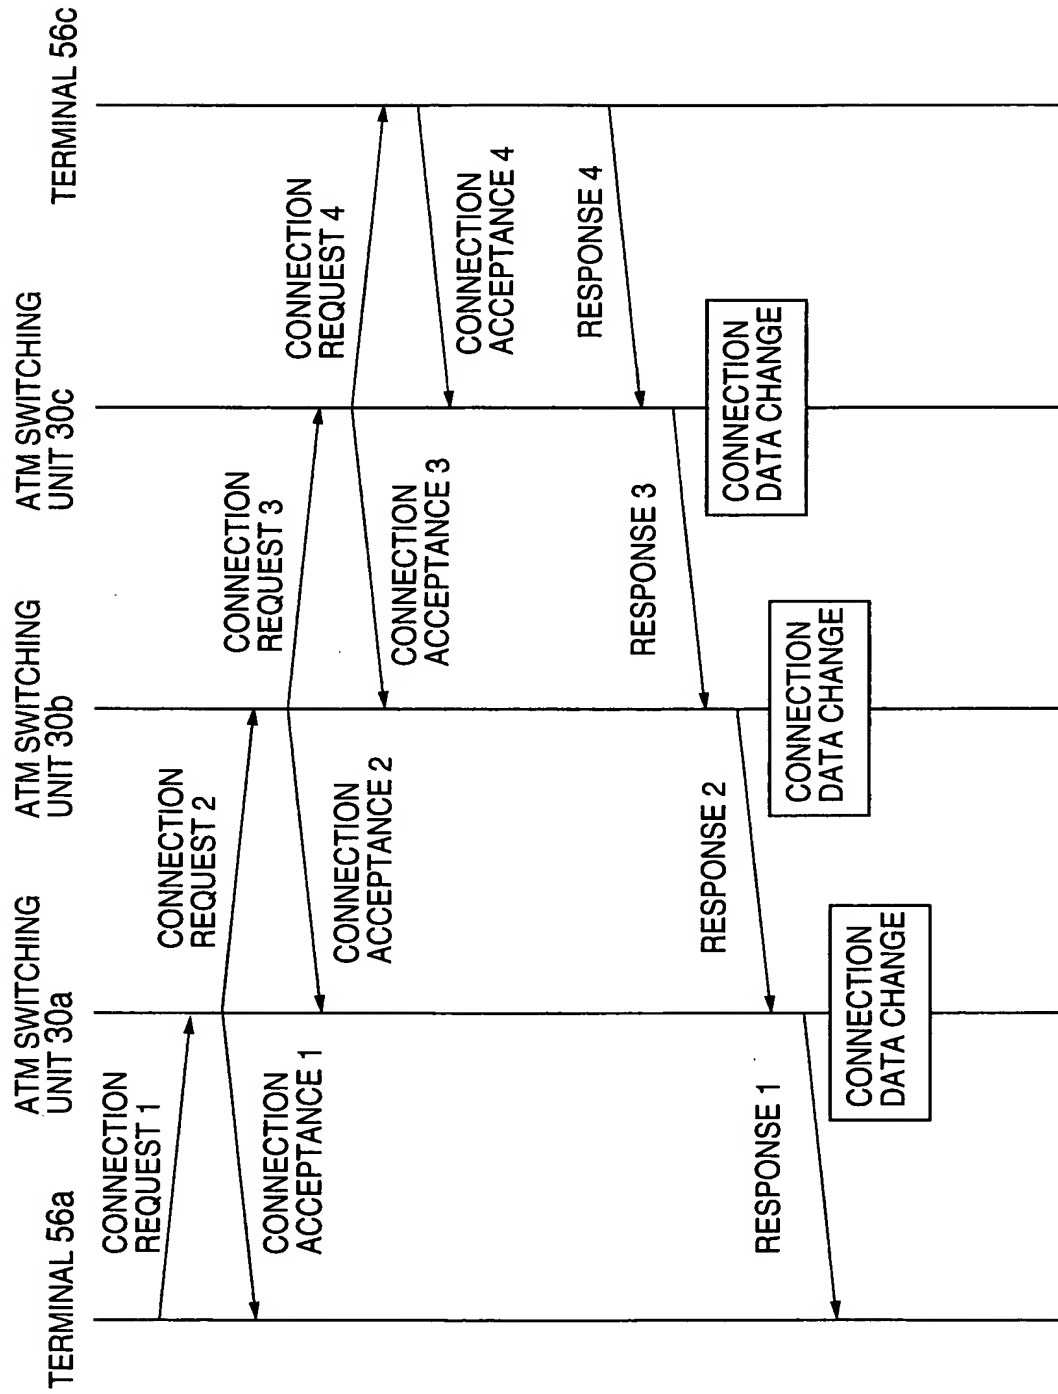 TERMINAL 56a
ATM SWITCHING
UNIT 30a
ATM SWITCHING
UNIT 30b
ATM SWITCHING
UNIT 30c
TERMINAL 56c
CONNECTION
REQUEST 1
CONNECTION
REQUEST 2
CONNECTION
REQUEST 3
CONNECTION
REQUEST 4
CONNECTION
ACCEPTANCE 1
CONNECTION
ACCEPTANCE 2
CONNECTION
ACCEPTANCE 3
CONNECTION
ACCEPTANCE 4
RESPONSE 4
RESPONSE 3
CONNECTION
DATA CHANGE
RESPONSE 2
CONNECTION
DATA CHANGE
RESPONSE 1
CONNECTION
DATA CHANGE